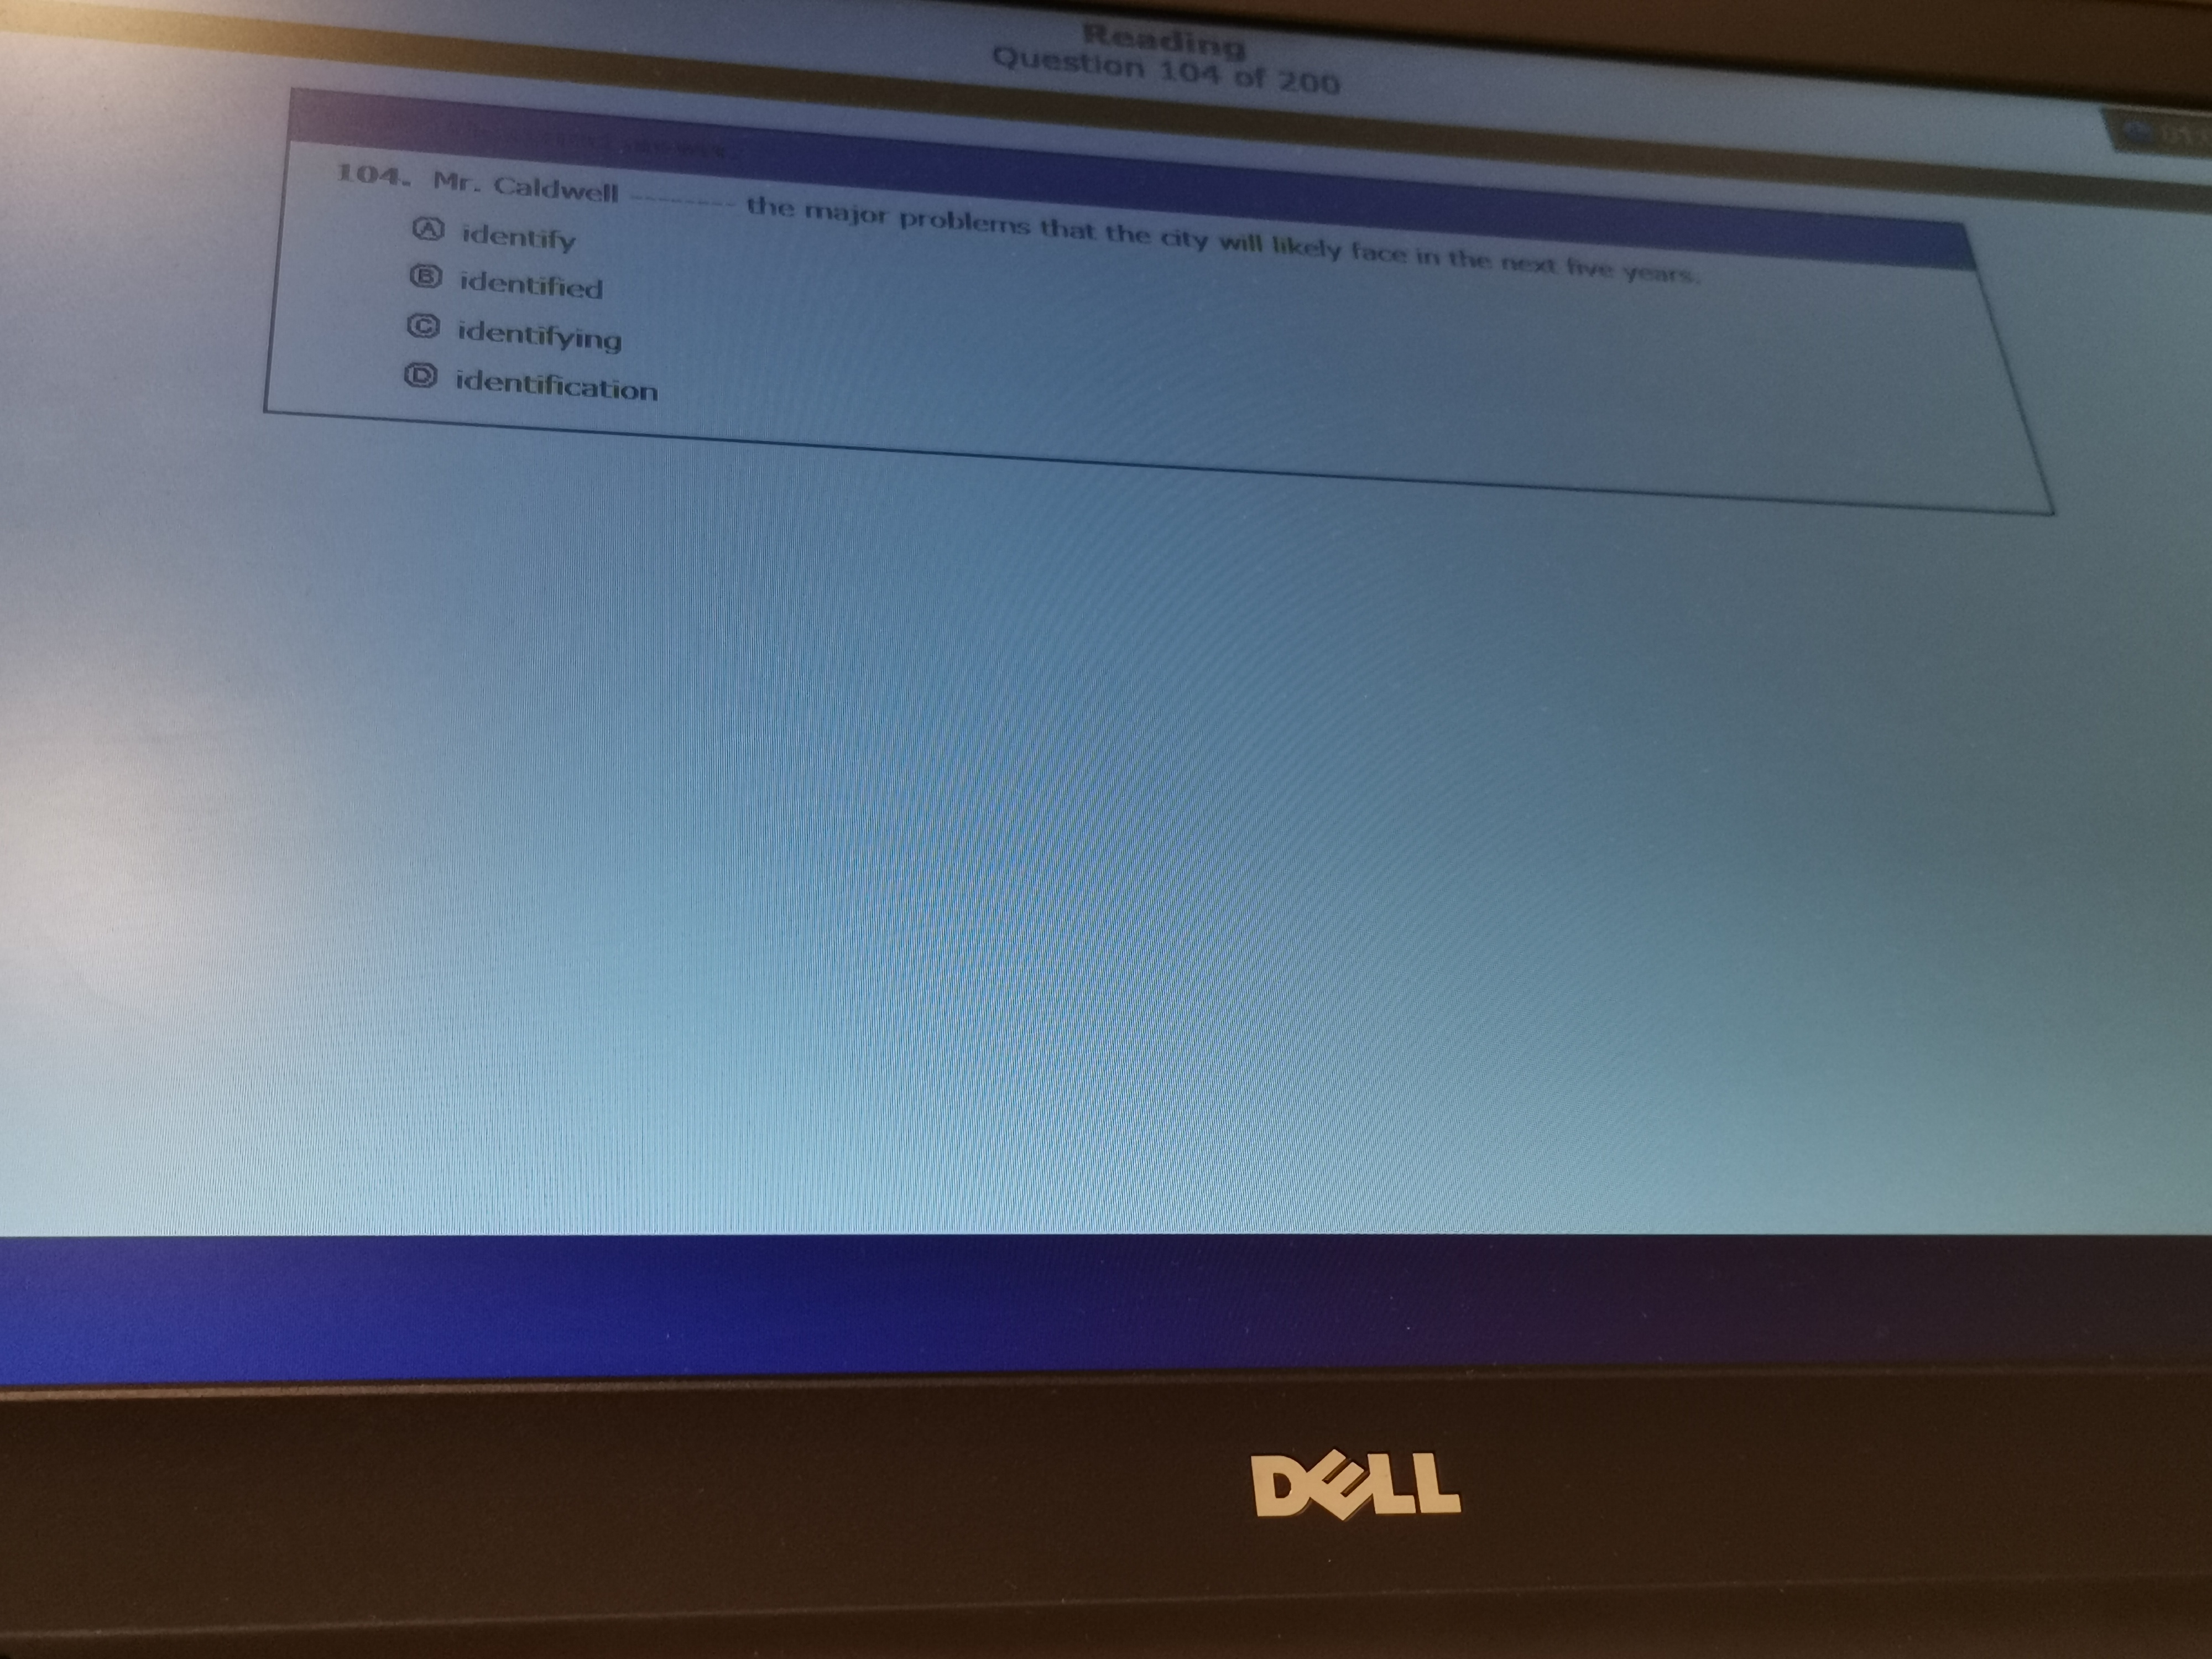 Reading
Question 104 of 200
104. Mr. Caldwell -------- the major problems that the city will likely face in the next five years.
A identify
B identified
C identifying
D identification
DELL